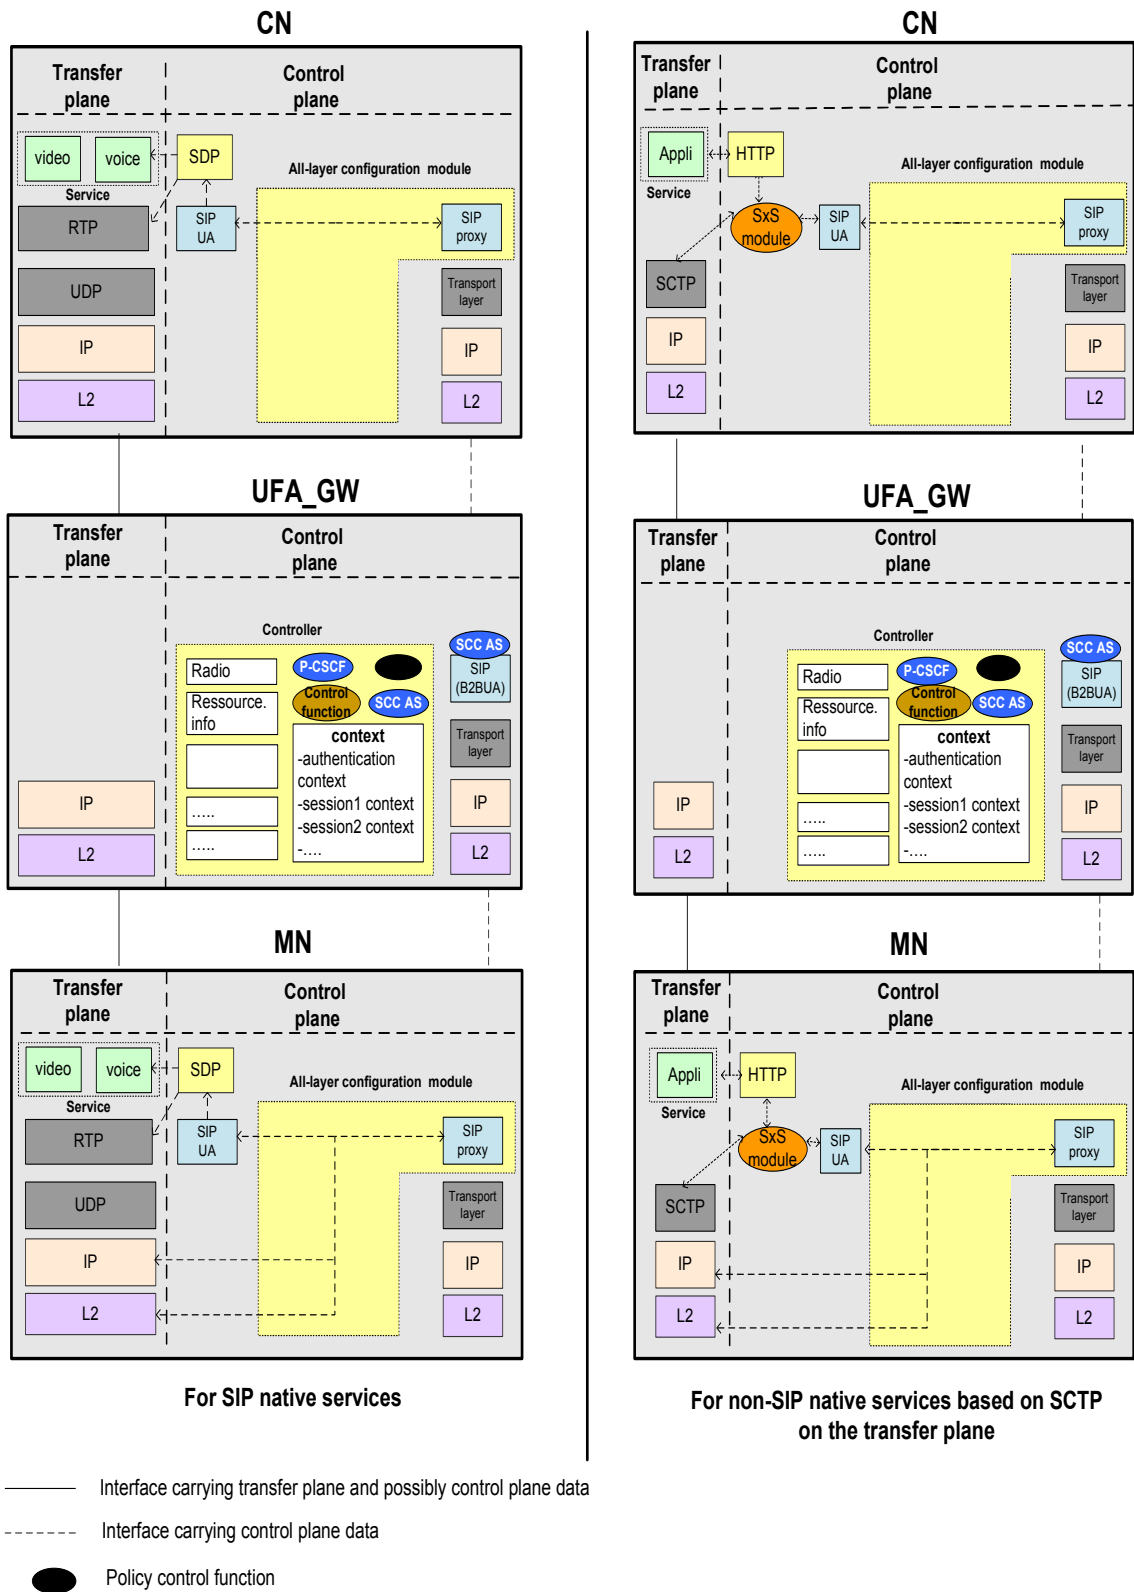 CN
Transfer
plane
Control
plane
video
voice
SDP
Service
All-layer configuration module
RTP
SIP
UA
SIP
proxy
UDP
Transport
layer
IP
IP
L2
L2
UFA_GW
Transfer
plane
Control
plane
Controller
SCC AS
Radio
P-CSCF
SIP
(B2BUA)
Ressource.
info
Control
function
SCC AS
context
-authentication
context
-session1 context
-session2 context
-....
Transport
layer
.....
.....
IP
IP
L2
L2
MN
Transfer
plane
Control
plane
video
voice
SDP
Service
All-layer configuration module
RTP
SIP
UA
SIP
proxy
UDP
Transport
layer
IP
IP
L2
L2
For SIP native services
CN
Transfer
plane
Control
plane
Appli
HTTP
Service
All-layer configuration module
SxS
module
SIP
UA
SIP
proxy
SCTP
Transport
layer
IP
IP
L2
L2
UFA_GW
Transfer
plane
Control
plane
Controller
SCC AS
Radio
P-CSCF
SIP
(B2BUA)
Ressource.
info
Control
function
SCC AS
context
-authentication
context
-session1 context
-session2 context
-....
Transport
layer
.....
.....
IP
IP
L2
L2
MN
Transfer
plane
Control
plane
Appli
HTTP
Service
All-layer configuration module
SxS
module
SIP
UA
SIP
proxy
SCTP
Transport
layer
IP
IP
L2
L2
For non-SIP native services based on SCTP
on the transfer plane
Interface carrying transfer plane and possibly control plane data
Interface carrying control plane data
Policy control function